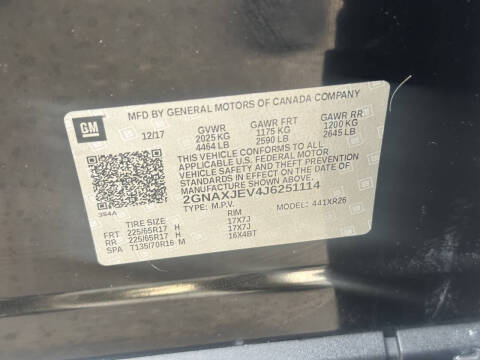 GM
MFD BY GENERAL MOTORS OF CANADA COMPANY
12/17 GVWR GAWR FRT GAWR RR
2025 KG 1175 KG 1200 KG
4464 LB 2590 LB 2645 LB
THIS VEHICLE CONFORMS TO ALL
APPLICABLE U.S. FEDERAL MOTOR
VEHICLE SAFETY AND THEFT PREVENTION
STANDARDS IN EFFECT ON THE DATE OF
MANUFACTURE SHOWN ABOVE.
2GNAXJEV4J6251114
394A TYPE: M.P.V. MODEL: 441XR26
TIRE SIZE RIM
FRT 225/65R17 H 17X7J
RR 225/65R17 H 17X7J
SPA T135/70R16 M 16X4BT